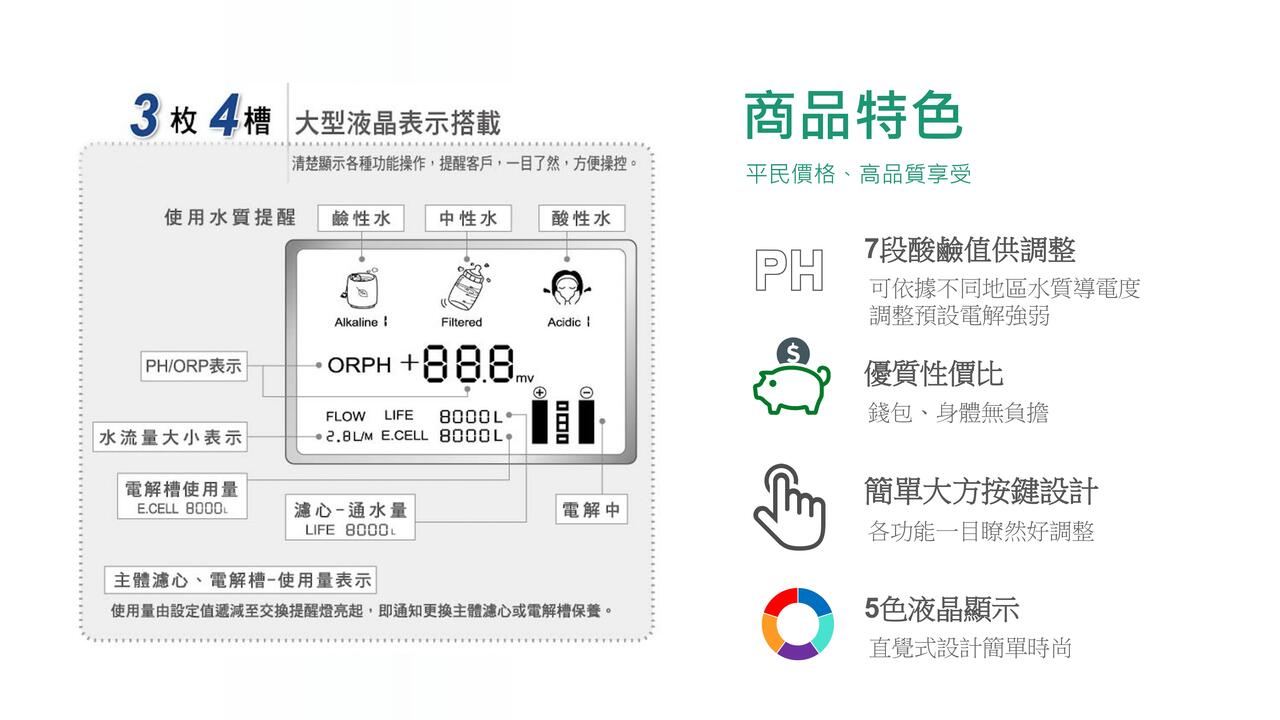 3枚4槽
大型液晶表示搭載
清楚顯示各種功能操作，提醒客戶，一目了然，方便操控。
使用水質提醒
鹼性水
中性水
酸性水
Alkaline
Filtered
Acidic
PH/ORP表示
ORPH +88.8mv
FLOW LIFE 8000L
水流量大小表示
2.8L/M E.CELL 8000L
電解槽使用量
E.CELL 8000L
濾心-通水量
LIFE 8000L
電解中
主體濾心、電解槽-使用量表示
使用量由設定值遞減至交換提醒燈亮起，即通知更換主體濾心或電解槽保養。
商品特色
平民價格、高品質享受
PH
7段酸鹼值供調整
可依據不同地區水質導電度
調整預設電解強弱
$
優質性價比
錢包、身體無負擔
簡單大方按鍵設計
各功能一目瞭然好調整
5色液晶顯示
直覺式設計簡單時尚